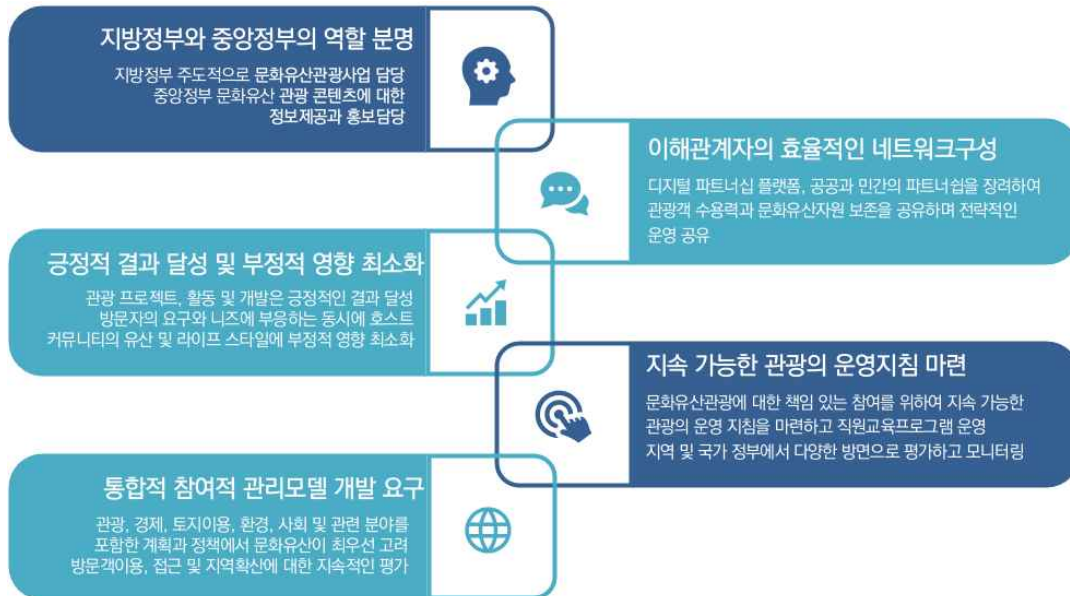 지방정부와 중앙정부의 역할 분명
지방정부 주도적으로 문화유산관광사업 담당
중앙정부 문화유산 관광 콘텐츠에 대한
정보제공과 홍보담당
이해관계자의 효율적인 네트워크구성
디지털 파트너십 플랫폼, 공공과 민간의 파트너쉽을 장려하여
관광객 수용력과 문화유산자원 보존을 공유하며 전략적인
운영 공유
긍정적 결과 달성 및 부정적 영향 최소화
관광 프로젝트, 활동 및 개발은 긍정적인 결과 달성
방문자의 요구와 니즈에 부응하는 동시에 호스트
커뮤니티의 유산 및 라이프 스타일에 부정적 영향 최소화
지속 가능한 관광의 운영지침 마련
문화유산관광에 대한 책임 있는 참여를 위하여 지속 가능한
관광의 운영 지침을 마련하고 직원교육프로그램 운영
지역 및 국가 정부에서 다양한 방면으로 평가하고 모니터링
통합적 참여적 관리모델 개발 요구
관광, 경제, 토지이용, 환경, 사회 및 관련 분야를
포함한 계획과 정책에서 문화유산이 최우선 고려
방문객이용, 접근 및 지역확산에 대한 지속적인 평가